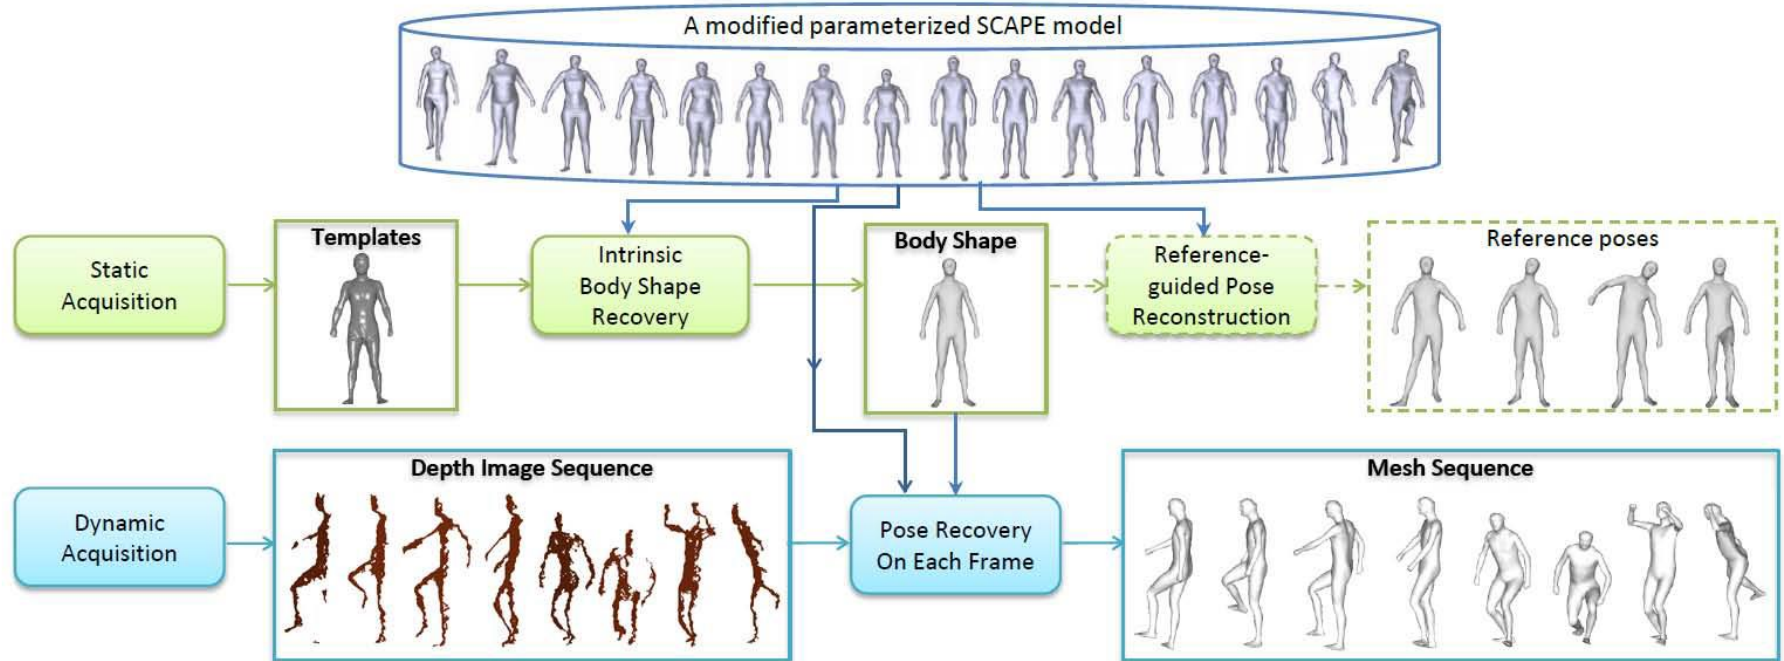 A modified parameterized SCAPE model
Static
Acquisition
Templates
Intrinsic
Body Shape
Recovery
Body Shape
Reference-
guided Pose
Reconstruction
Reference poses
Dynamic
Acquisition
Depth Image Sequence
Pose Recovery
On Each Frame
Mesh Sequence